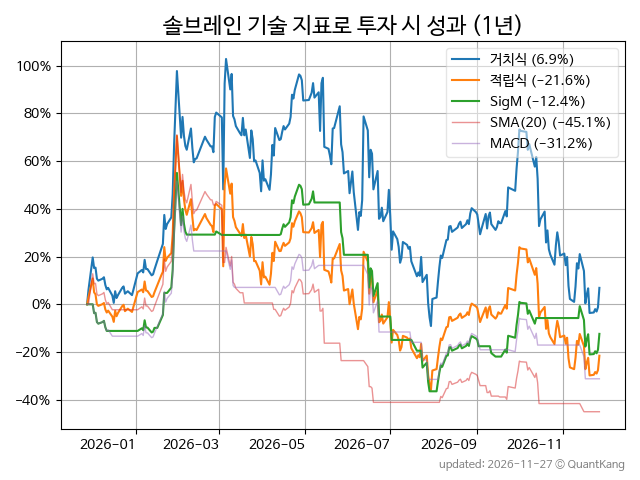 솔브레인 기술 지표로 투자 시 성과 (1년)
거치식 (6.9%)
적립식 (−21.6%)
SigM (−12.4%)
SMA(20) (−45.1%)
MACD (−31.2%)
100%
80%
60%
40%
20%
0%
−20%
−40%
2026-01
2026-03
2026-05
2026-07
2026-09
2026-11
updated: 2026-11-27 © QuantKang